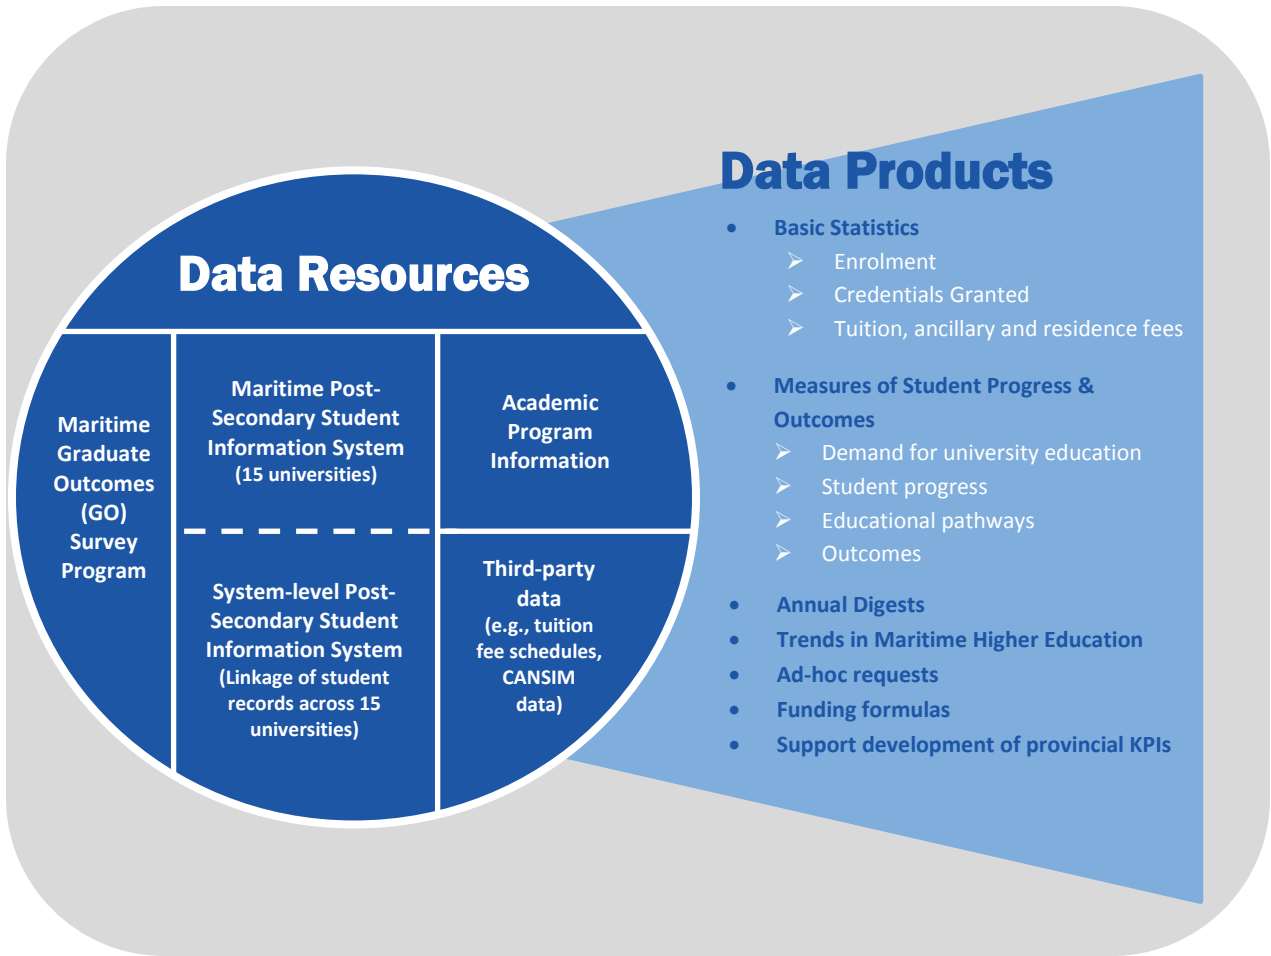 Data Resources
Maritime
Graduate
Outcomes
(GO)
Survey
Program
Maritime Post-
Secondary Student
Information System
(15 universities)
System-level Post-
Secondary Student
Information System
(Linkage of student
records across 15
universities)
Academic
Program
Information
Third-party
data
(e.g., tuition
fee schedules,
CANSIM
data)
Data Products
• Basic Statistics
➢ Enrolment
➢ Credentials Granted
➢ Tuition, ancillary and residence fees
• Measures of Student Progress &
Outcomes
➢ Demand for university education
➢ Student progress
➢ Educational pathways
➢ Outcomes
• Annual Digests
• Trends in Maritime Higher Education
• Ad-hoc requests
• Funding formulas
• Support development of provincial KPIs